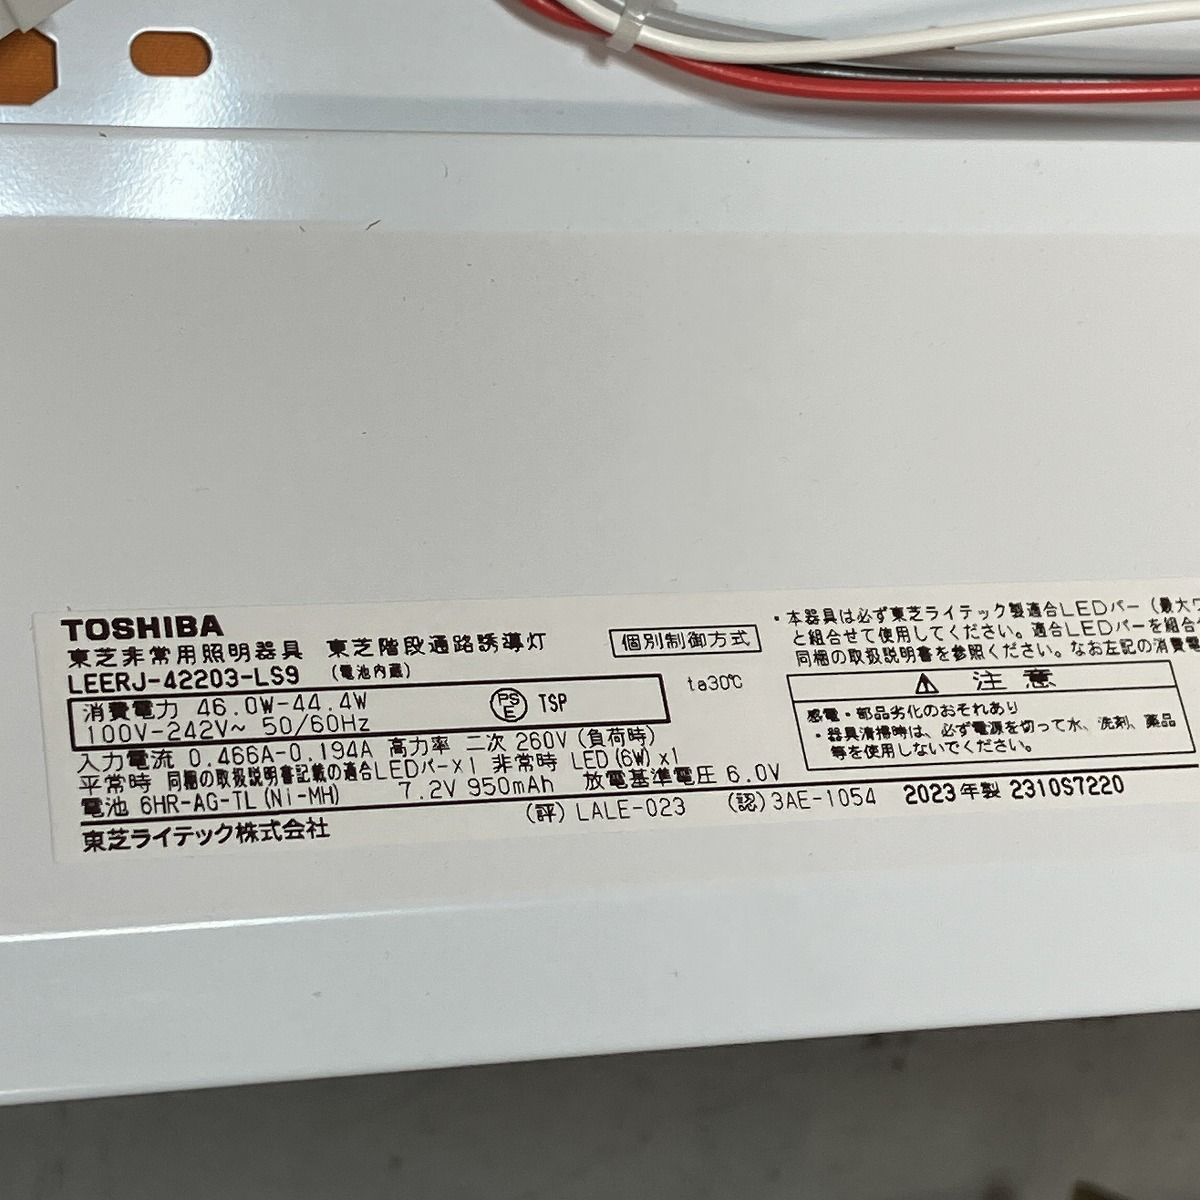 TOSHIBA
東芝非常用照明器具 東芝階段通路誘導灯
LEERJ-42203-LS9 (電池内蔵)
個別制御方式
消費電力 46.0W-44.4W
100V-242V~ 50/60Hz
PS
E
TSP
ta30℃
入力電流 0.466A-0.194A 高力率 二次 260V (負荷時)
平常時 同梱の取扱説明書記載の適合LEDバー×1 非常時 LED (6W) ×1
電池 6HR-AG-TL (Ni-MH) 7.2V 950mAh 放電基準電圧 6.0V
東芝ライテック株式会社
(評) LALE-023 (認) 3AE-1054 2023年製 2310S7220
・本器具は必ず東芝ライテック製適合LEDバー (最大ワ
と組合せて使用してください。適合LEDバーを組合せ
同梱の取扱説明書を参照ください。なお左記の消費電
注意
感電・部品劣化のおそれあり
・器具清掃時は、必ず電源を切って水、洗剤、薬品
等を使用しないでください。